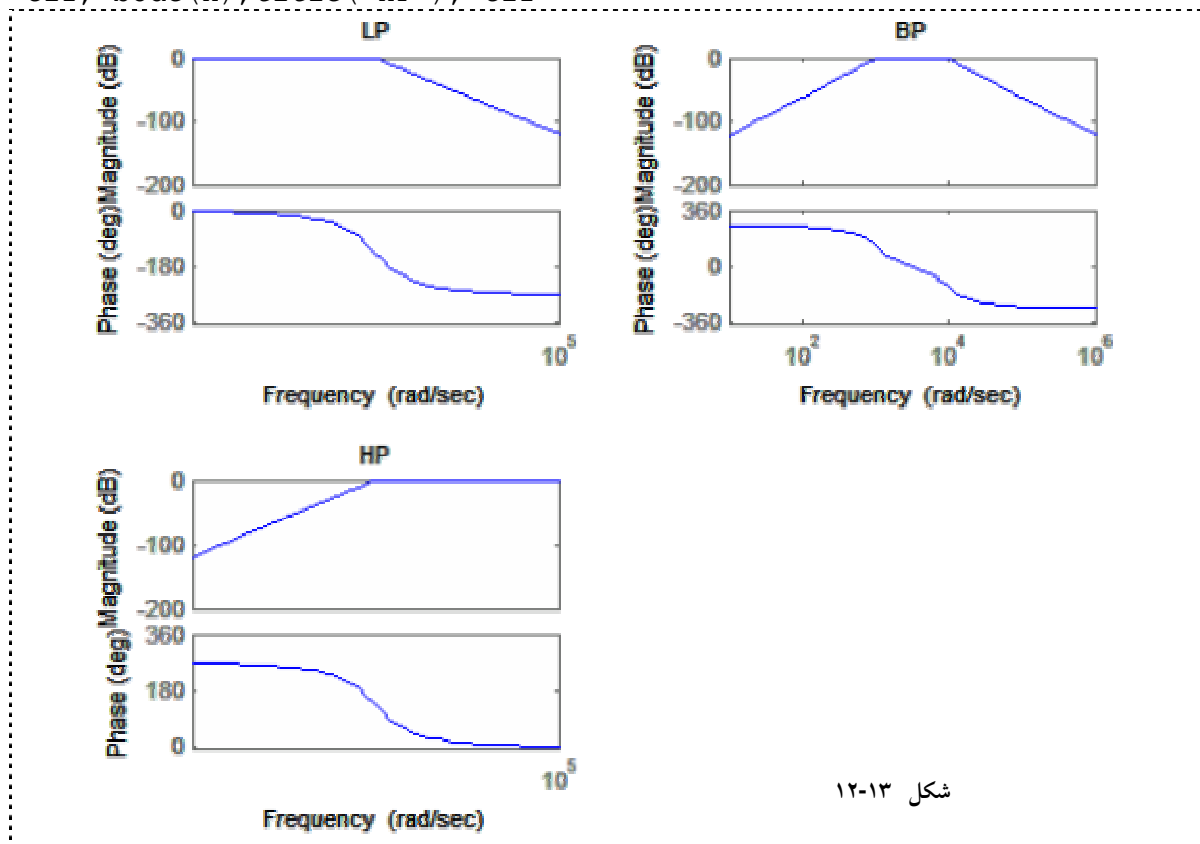 LP
Magnitude (dB)
0
-100
-200
Phase (deg)
0
-180
-360
10^5
Frequency (rad/sec)
BP
Magnitude (dB)
0
-100
-200
Phase (deg)
360
0
-360
10^2
10^4
10^6
Frequency (rad/sec)
HP
Magnitude (dB)
0
-100
-200
Phase (deg)
360
180
0
10^5
Frequency (rad/sec)
شکل ۱۳-۱۲